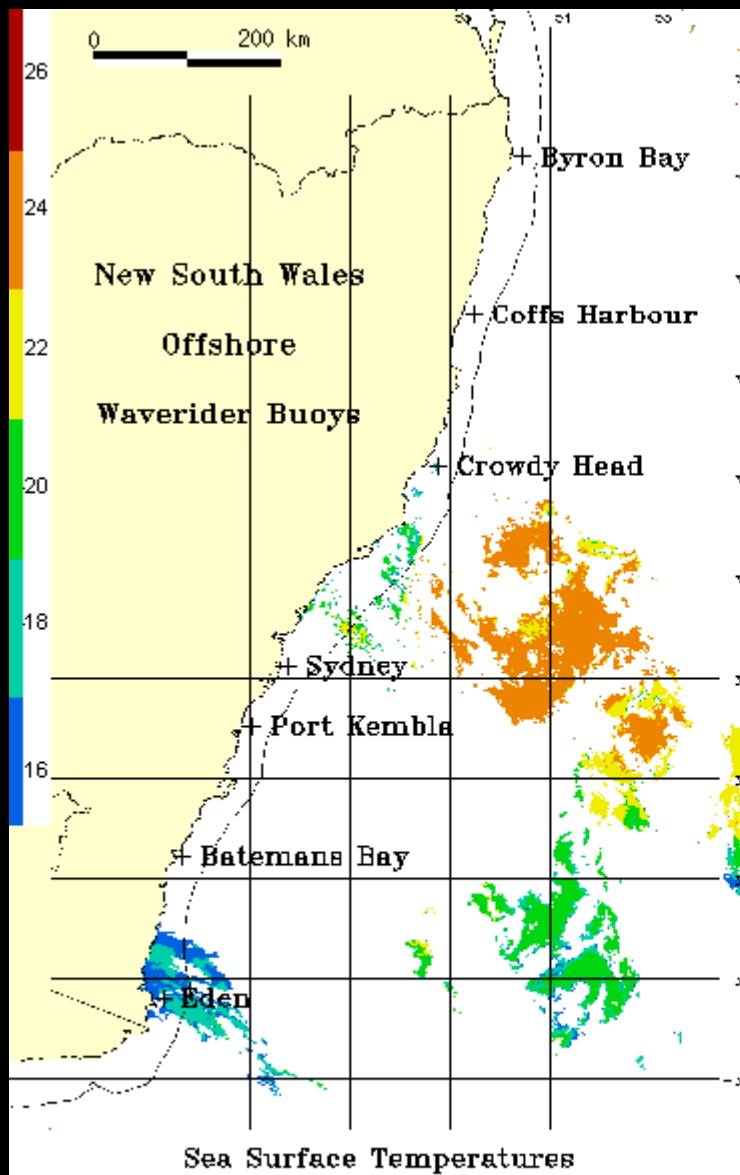 0 200 km
26
Byron Bay
24
New South Wales
Coffs Harbour
Offshore
22
Waverider Buoys
Crowdy Head
20
18
Sydney
Port Kembla
16
Batemans Bay
Eden
Sea Surface Temperatures